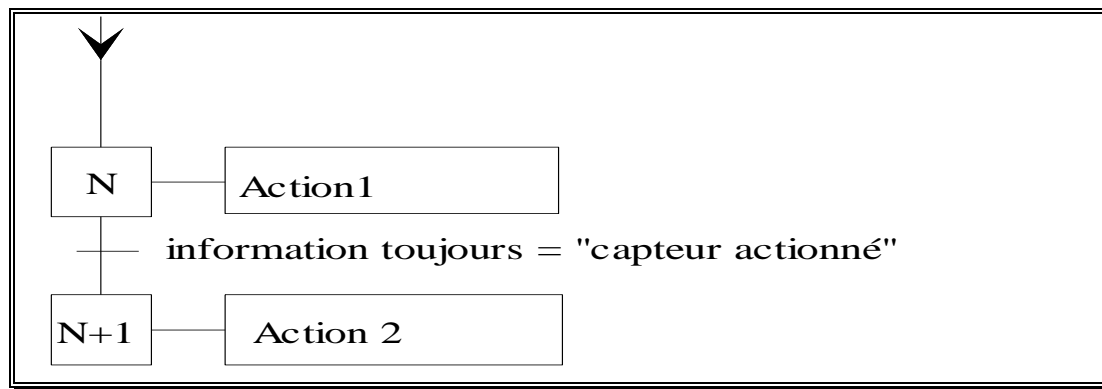 N
Action1
information toujours = "capteur actionné"
N+1
Action 2